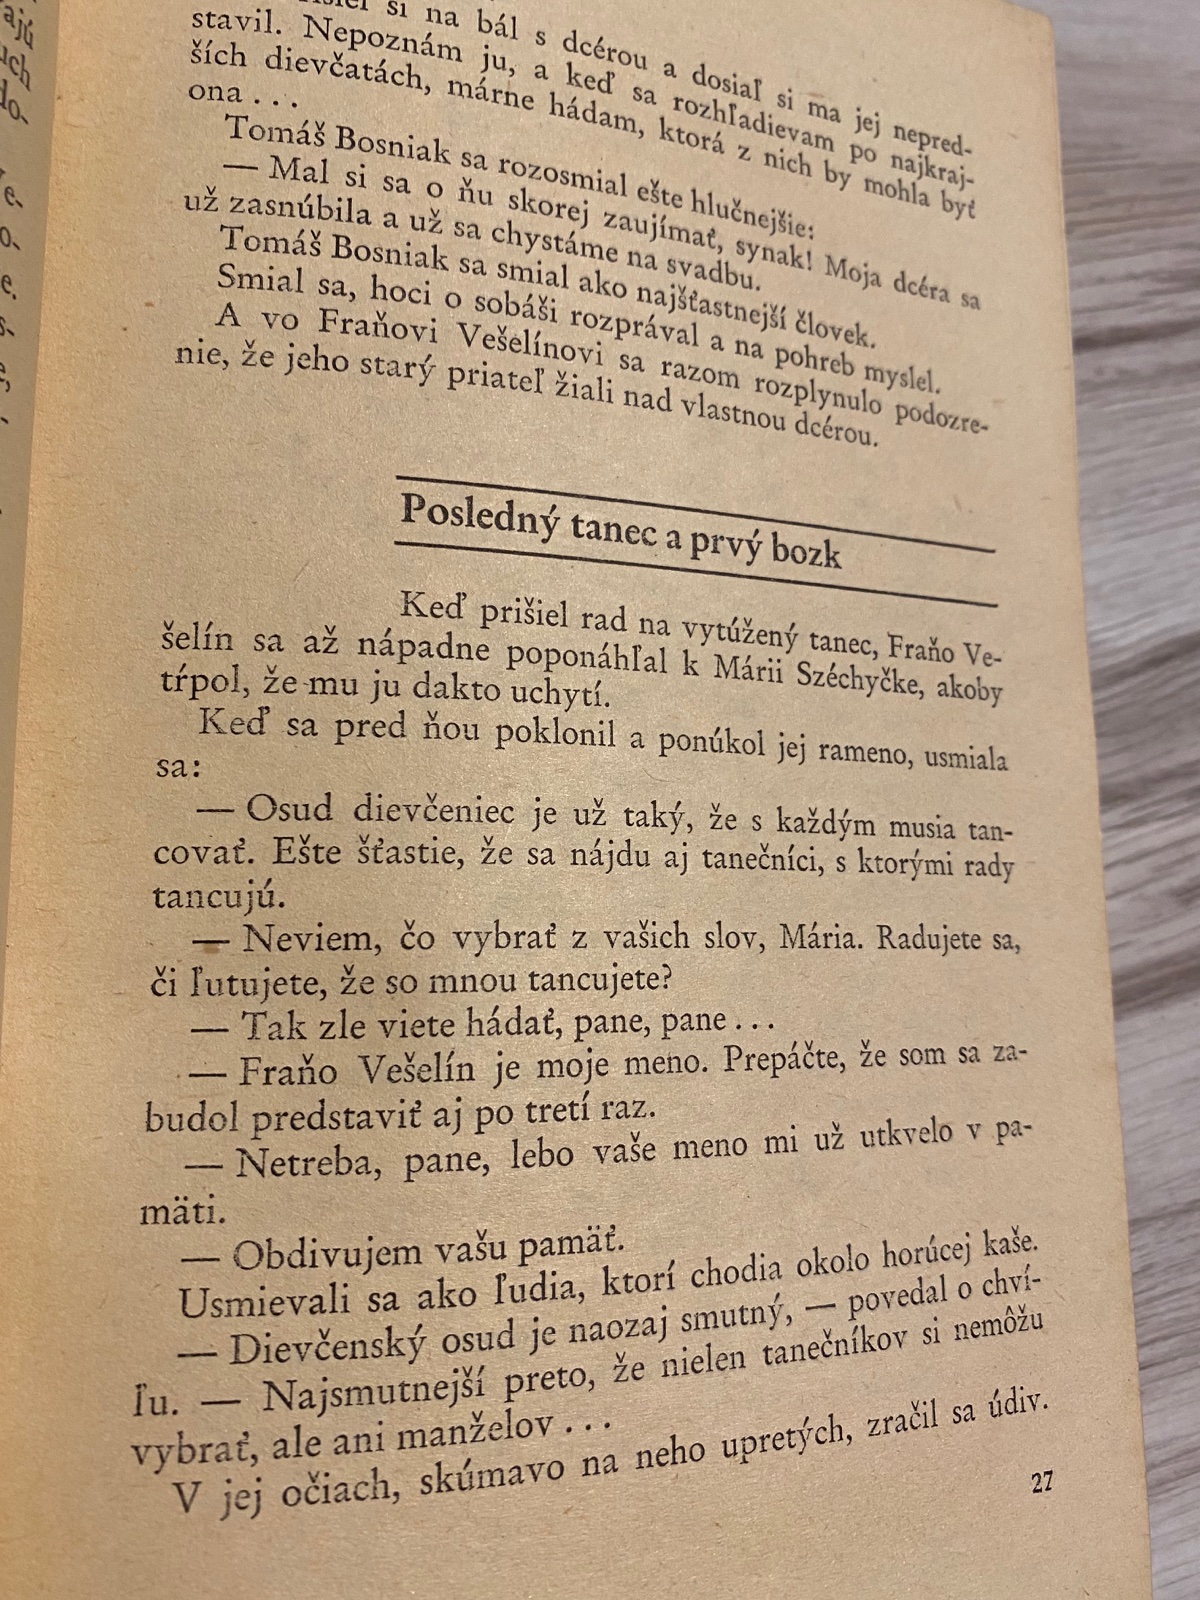 si na bál s dcérou a dosiaľ si ma jej nepred-
stavil. Nepoznám ju, a keď sa rozhľadievam po najkraj-
ších dievčatách, márne hádam, ktorá z nich by mohla byť
ona . . .
Tomáš Bosniak sa rozosmial ešte hlučnejšie:
— Mal si sa o ňu skorej zaujímať, synak! Moja dcéra sa
už zasnúbila a už sa chystáme na svadbu.
Tomáš Bosniak sa smial ako najšťastnejší človek.
Smial sa, hoci o sobáši rozprával a na pohreb myslel.
A vo Fraňovi Vešelínovi sa razom rozplynulo podozre-
nie, že jeho starý priateľ žiali nad vlastnou dcérou.
Posledný tanec a prvý bozk
Keď prišiel rad na vytúžený tanec, Fraňo Ve-
šelín sa až nápadne poponáhľal k Márii Széchyčke, akoby
tŕpol, že mu ju dakto uchytí.
Keď sa pred ňou poklonil a ponúkol jej rameno, usmiala
sa:
— Osud dievčeniec je už taký, že s každým musia tan-
covať. Ešte šťastie, že sa nájdu aj tanečníci, s ktorými rady
tancujú.
— Neviem, čo vybrať z vašich slov, Mária. Radujete sa,
či ľutujete, že so mnou tancujete?
— Tak zle viete hádať, pane, pane . . .
— Fraňo Vešelín je moje meno. Prepáčte, že som sa za-
budol predstaviť aj po tretí raz.
— Netreba, pane, lebo vaše meno mi už utkvelo v pa-
mäti.
— Obdivujem vašu pamäť.
Usmievali sa ako ľudia, ktorí chodia okolo horúcej kaše.
— Dievčenský osud je naozaj smutný, — povedal o chví-
ľu. — Najsmutnejší preto, že nielen tanečníkov si nemôžu
vybrať, ale ani manželov . . .
V jej očiach, skúmavo na neho upretých, zračil sa údiv.
27